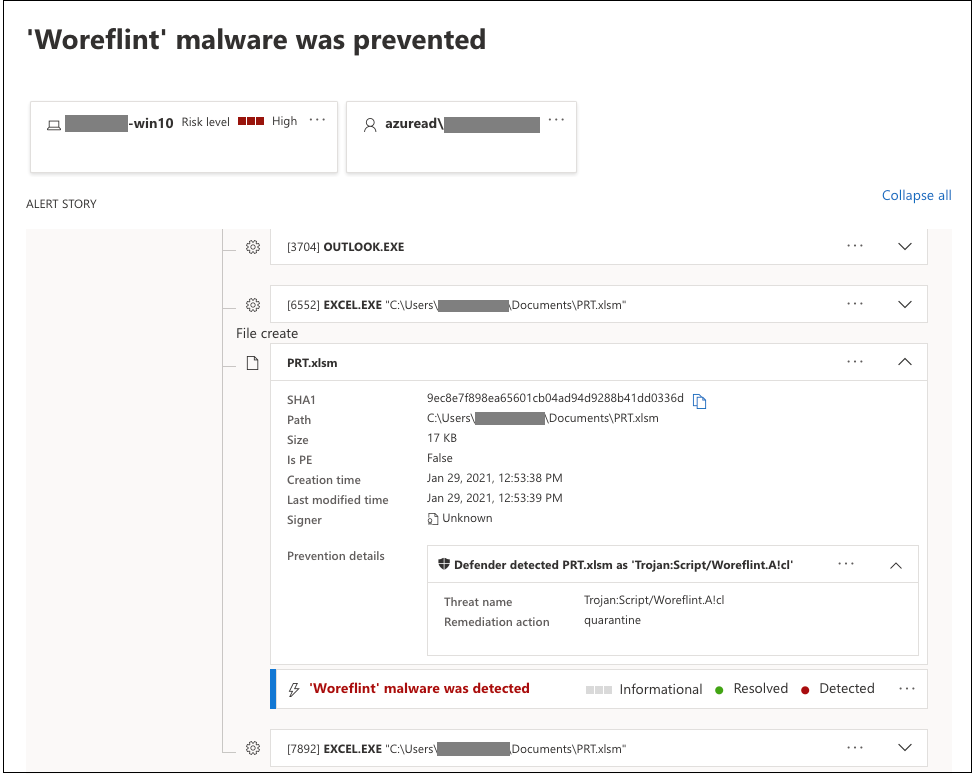 'Woreflint' malware was prevented
-win10 Risk level High ...
azuread\ ...
ALERT STORY
Collapse all
[3704] OUTLOOK.EXE ...
[6552] EXCEL.EXE "C:\Users\ \Documents\PRT.xlsm" ...
File create
PRT.xlsm ...
SHA1 9ec8e7f898ea65601cb04ad94d9288b41dd0336d
Path C:\Users\ \Documents\PRT.xlsm
Size 17 KB
Is PE False
Creation time Jan 29, 2021, 12:53:38 PM
Last modified time Jan 29, 2021, 12:53:39 PM
Signer Unknown
Prevention details
Defender detected PRT.xlsm as 'Trojan:Script/Woreflint.A!cl' ...
Threat name Trojan:Script/Woreflint.A!cl
Remediation action quarantine
'Woreflint' malware was detected Informational Resolved Detected ...
[7892] EXCEL.EXE "C:\Users\ \Documents\PRT.xlsm" ...